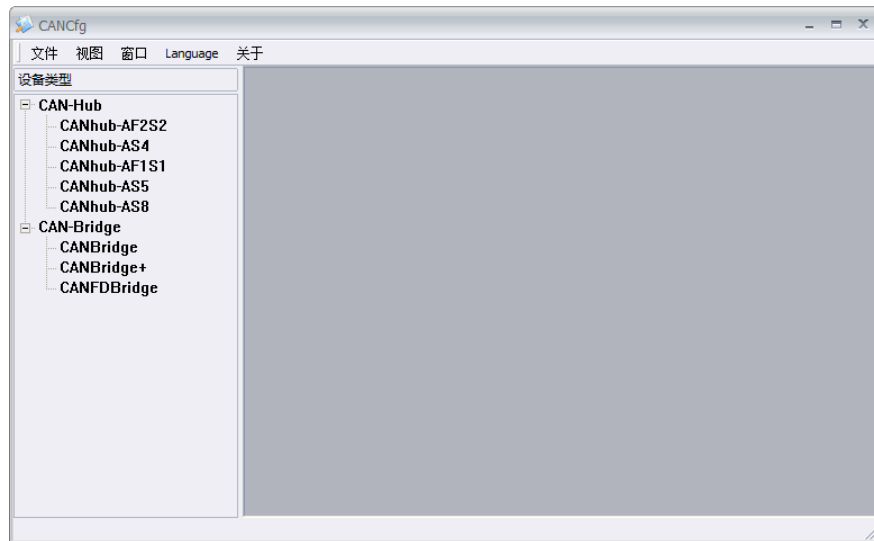 CANCfg
文件 视图 窗口 Language 关于
设备类型
CAN-Hub
CANhub-AF2S2
CANhub-AS4
CANhub-AF1S1
CANhub-AS5
CANhub-AS8
CAN-Bridge
CANBridge
CANBridge+
CANFDBridge